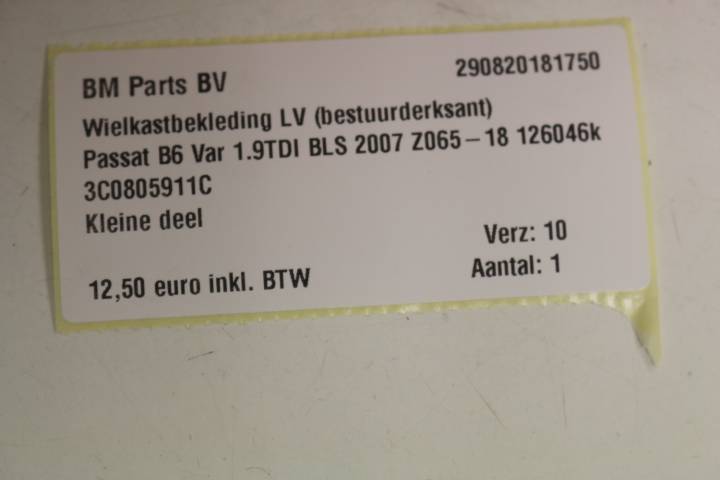 BM Parts BV 290820181750
Wielkastbekleding LV (bestuurderksant)
Passat B6 Var 1.9TDI BLS 2007 Z065-18 126046k
3C0805911C
Kleine deel
Verz: 10
12,50 euro inkl. BTW Aantal: 1